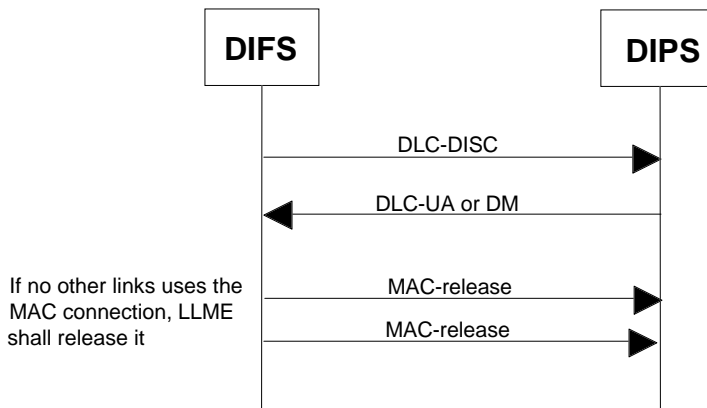 DIFS
DIPS
DLC-DISC
DLC-UA or DM
If no other links uses the
MAC connection, LLME
shall release it
MAC-release
MAC-release